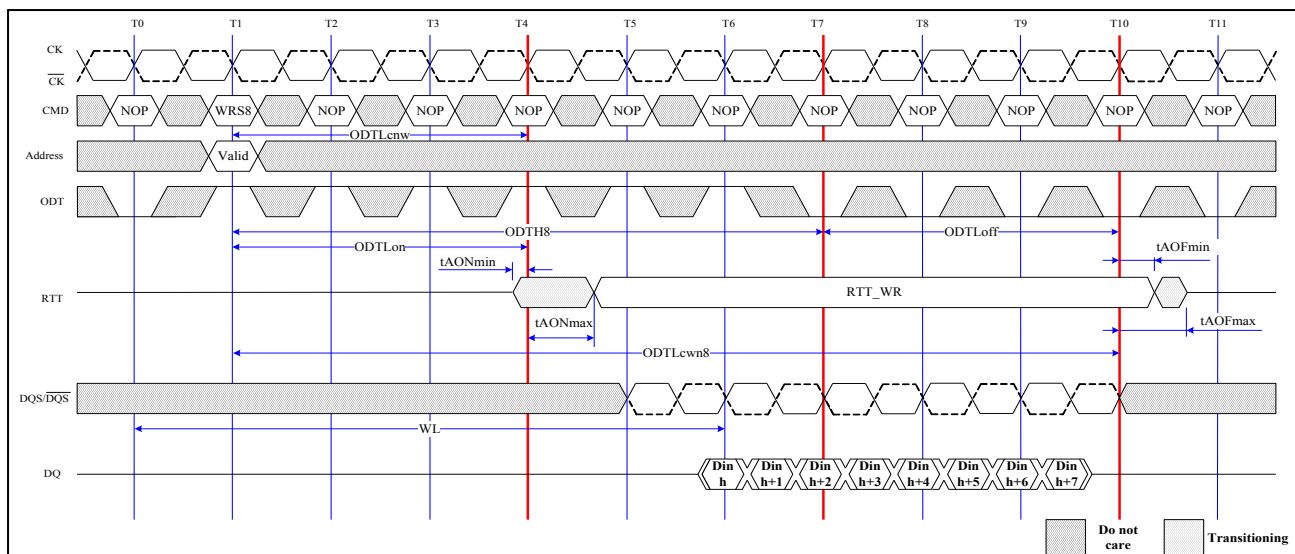 T0 T1 T2 T3 T4 T5 T6 T7 T8 T9 T10 T11
CK
CK
CMD NOP WRS8 NOP NOP NOP NOP NOP NOP NOP NOP NOP NOP
ODTLcnw
Address Valid
ODT
ODTH8 ODTLoff
ODTLon
tAONmin tAOFmin
RTT RTT_WR
tAONmax tAOFmax
ODTLcwn8
DQS/DQS
WL
DQ Din h Din h+1 Din h+2 Din h+3 Din h+4 Din h+5 Din h+6 Din h+7
Do not care Transitioning